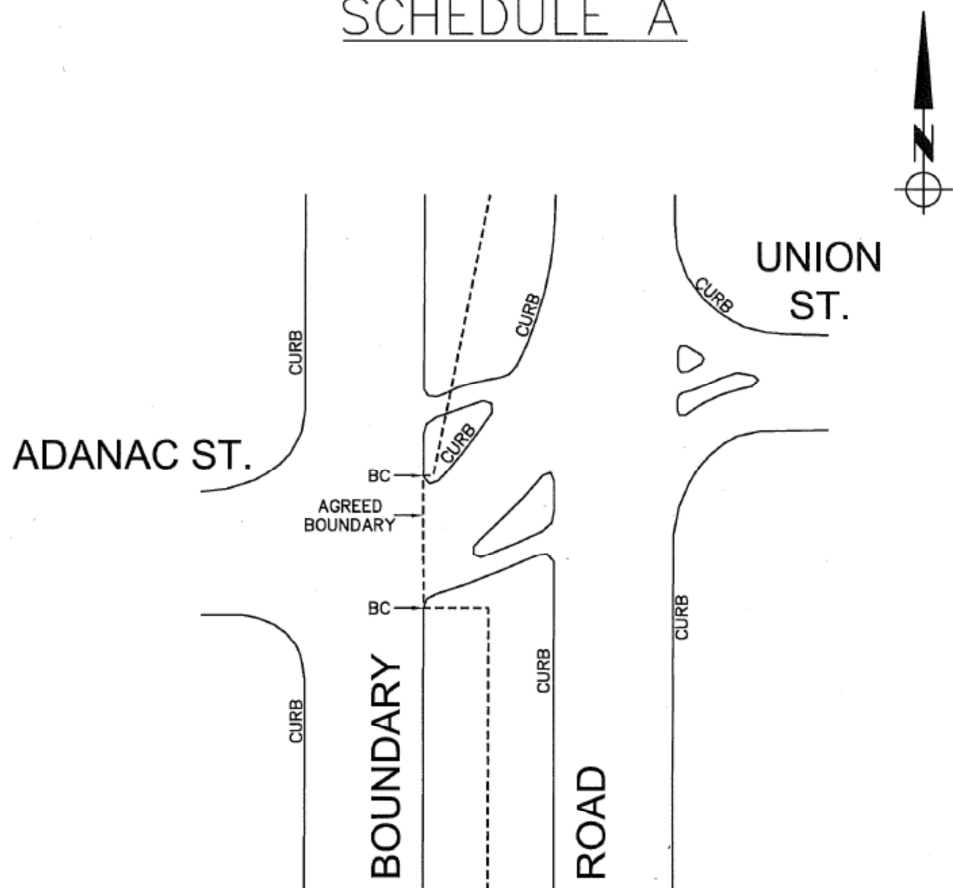 SCHEDULE A
N
UNION
ST.
CURB
CURB
CURB
ADANAC ST.
CURB
BC
AGREED
BOUNDARY
BC
CURB
CURB
CURB
BOUNDARY
ROAD